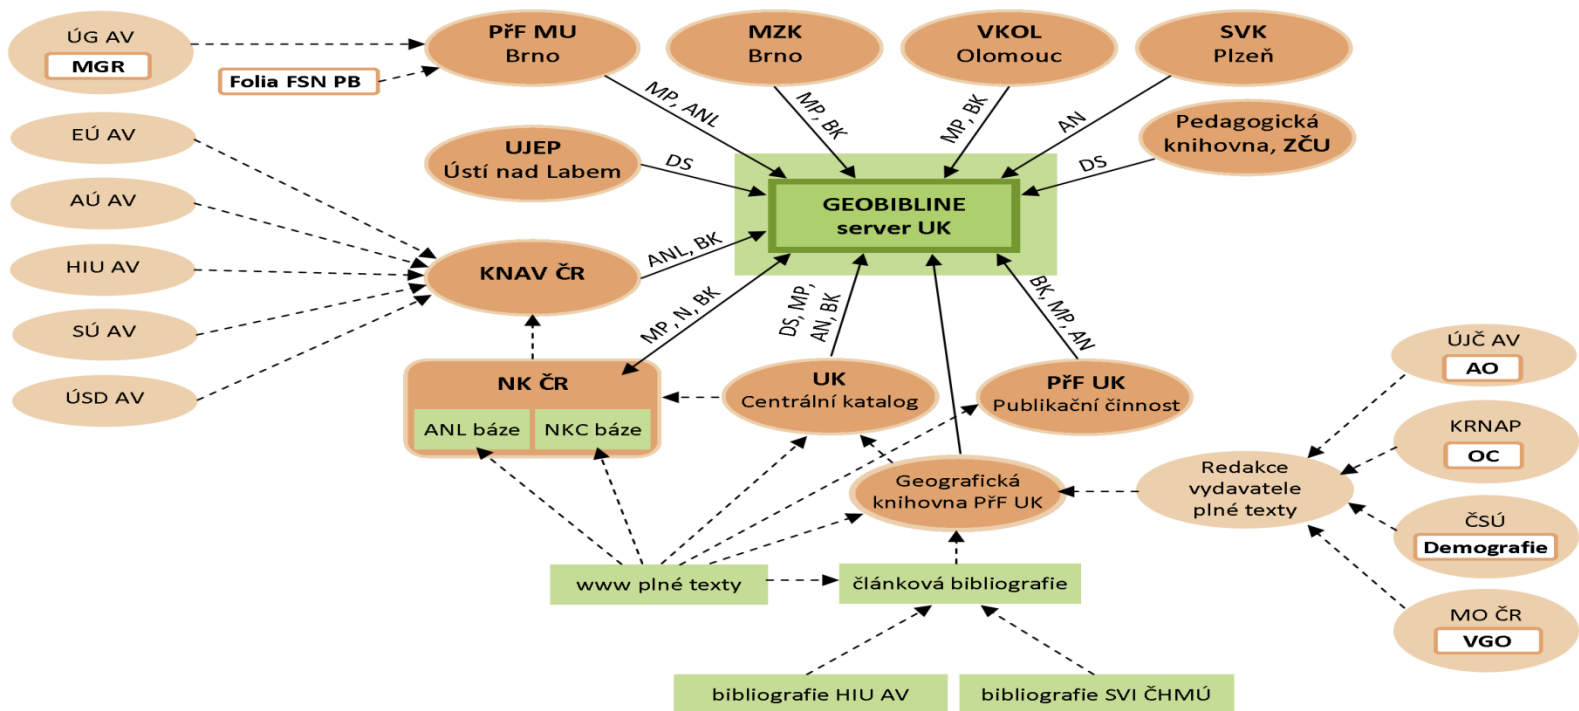 ÚG AV
MGR
Folia FSN PB
PřF MU
Brno
MZK
Brno
VKOL
Olomouc
SVK
Plzeň
MP, ANL
MP, BK
MP, BK
AN
EÚ AV
AÚ AV
HIU AV
SÚ AV
ÚSD AV
UJEP
Ústí nad Labem
DS
Pedagogická
knihovna, ZČU
DS
GEOBIBLINE
server UK
KNAV ČR
ANL, BK
MP, N, BK
DS, MP,
AN, BK
BK, MP, AN
NK ČR
ANL báze
NKC báze
UK
Centrální katalog
PřF UK
Publikační činnost
Geografická
knihovna PřF UK
Redakce
vydavatele
plné texty
ÚJČ AV
AO
KRNAP
OC
ČSÚ
Demografie
MO ČR
VGO
www plné texty
článková bibliografie
bibliografie HIU AV
bibliografie SVI ČHMÚ